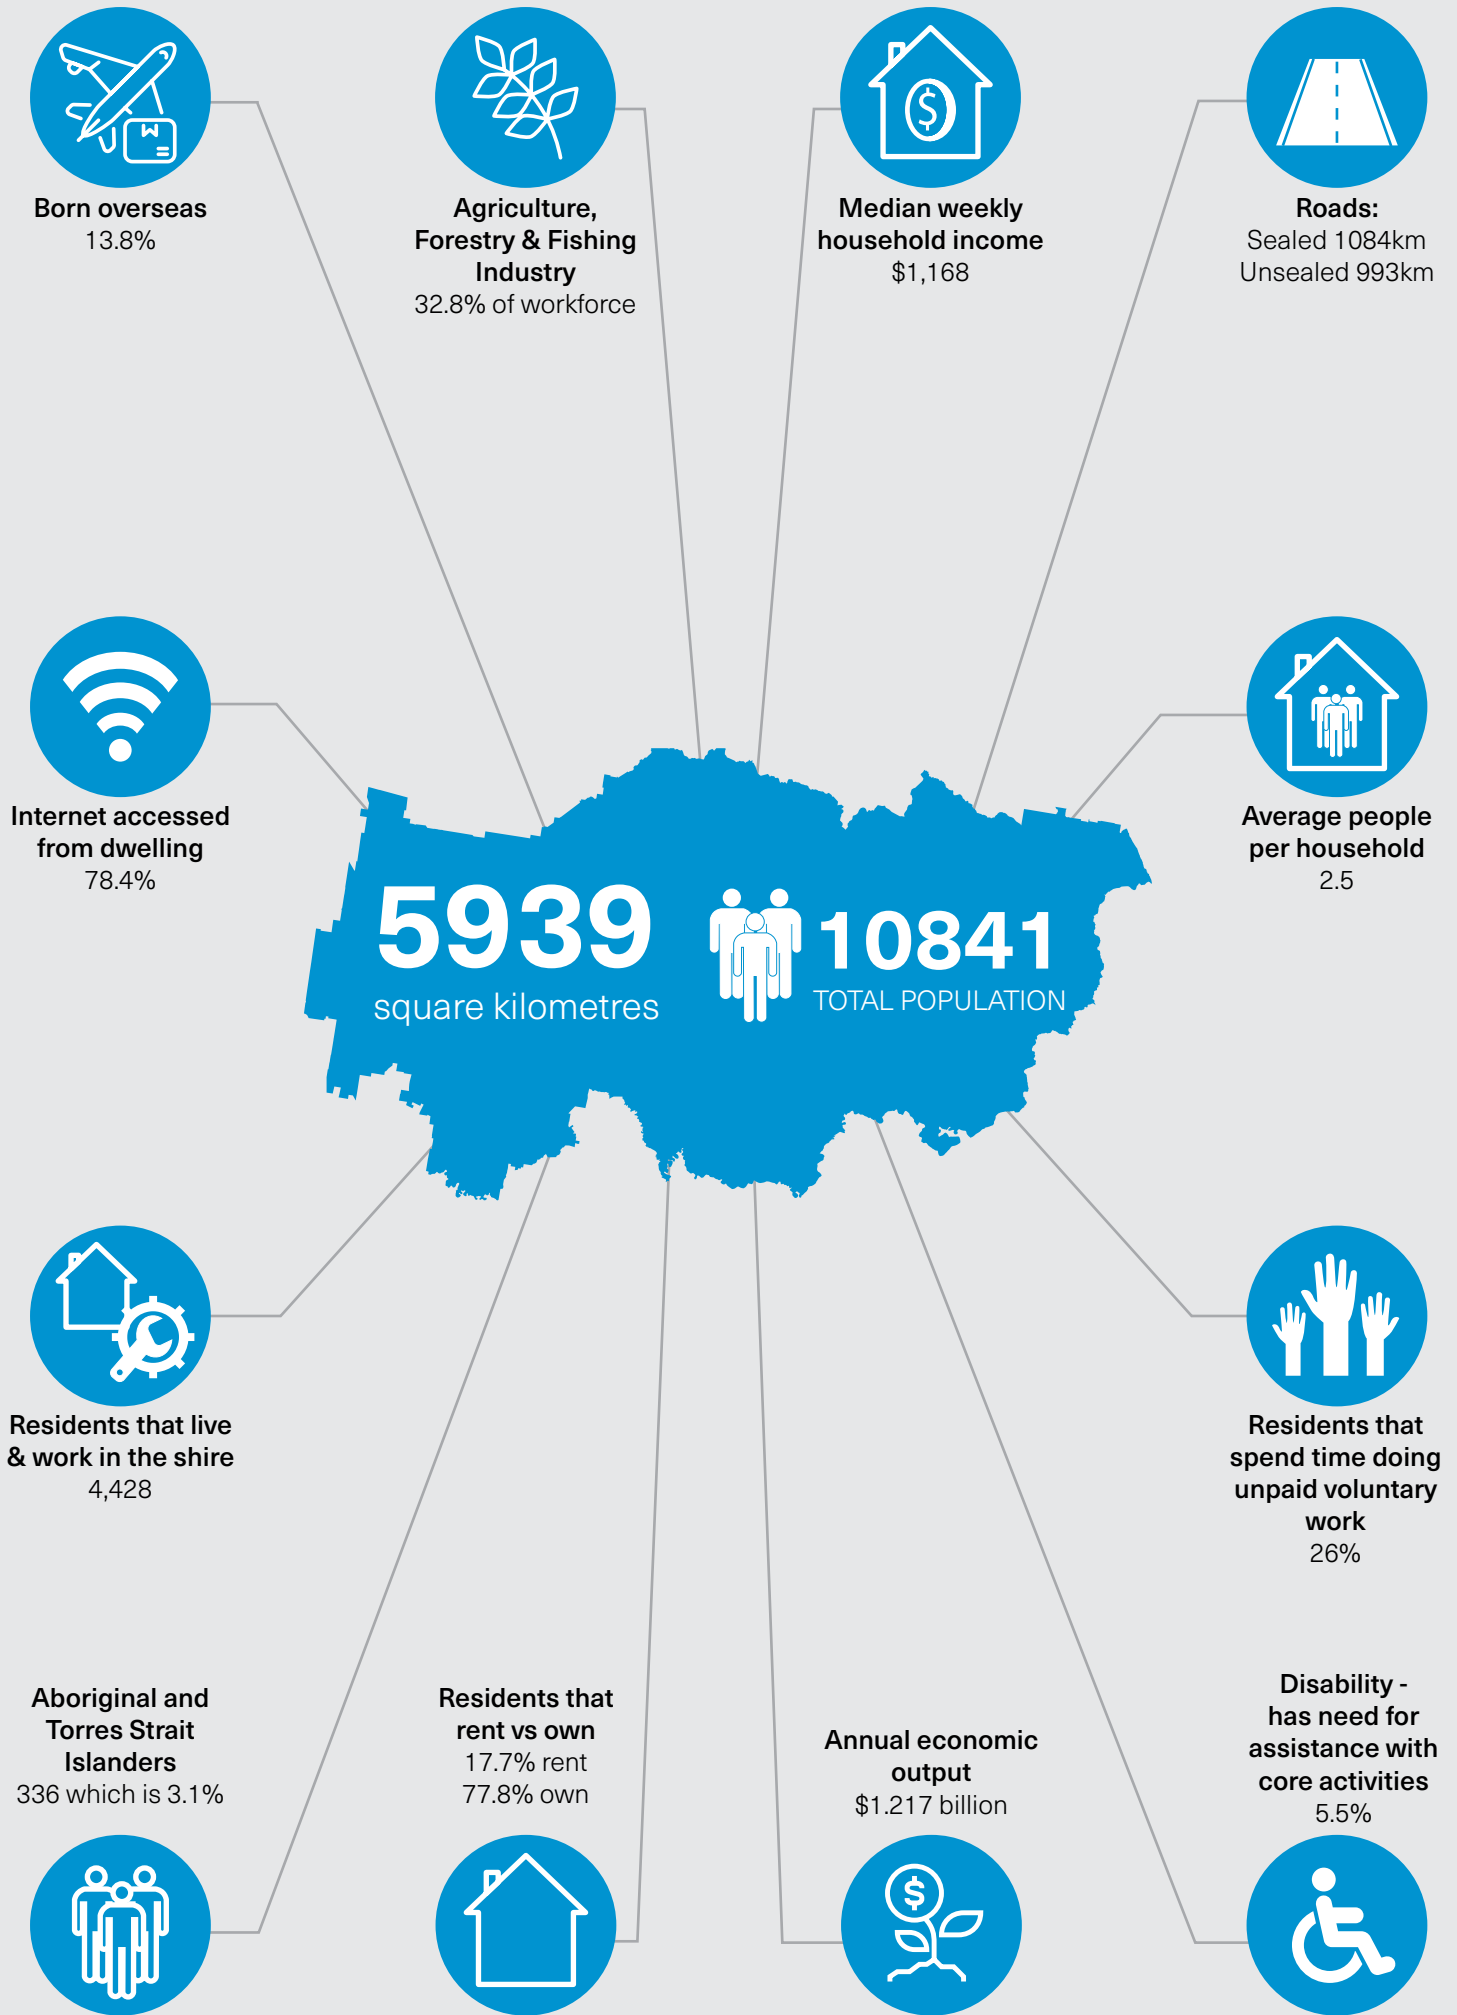 Born overseas
13.8%
Agriculture,
Forestry & Fishing
Industry
32.8% of workforce
Median weekly
household income
$1,168
Roads:
Sealed 1084km
Unsealed 993km
Internet accessed
from dwelling
78.4%
Average people
per household
2.5
5939
square kilometres
10841
TOTAL POPULATION
Residents that live
& work in the shire
4,428
Residents that
spend time doing
unpaid voluntary
work
26%
Aboriginal and
Torres Strait
Islanders
336 which is 3.1%
Residents that
rent vs own
17.7% rent
77.8% own
Annual economic
output
$1.217 billion
Disability -
has need for
assistance with
core activities
5.5%